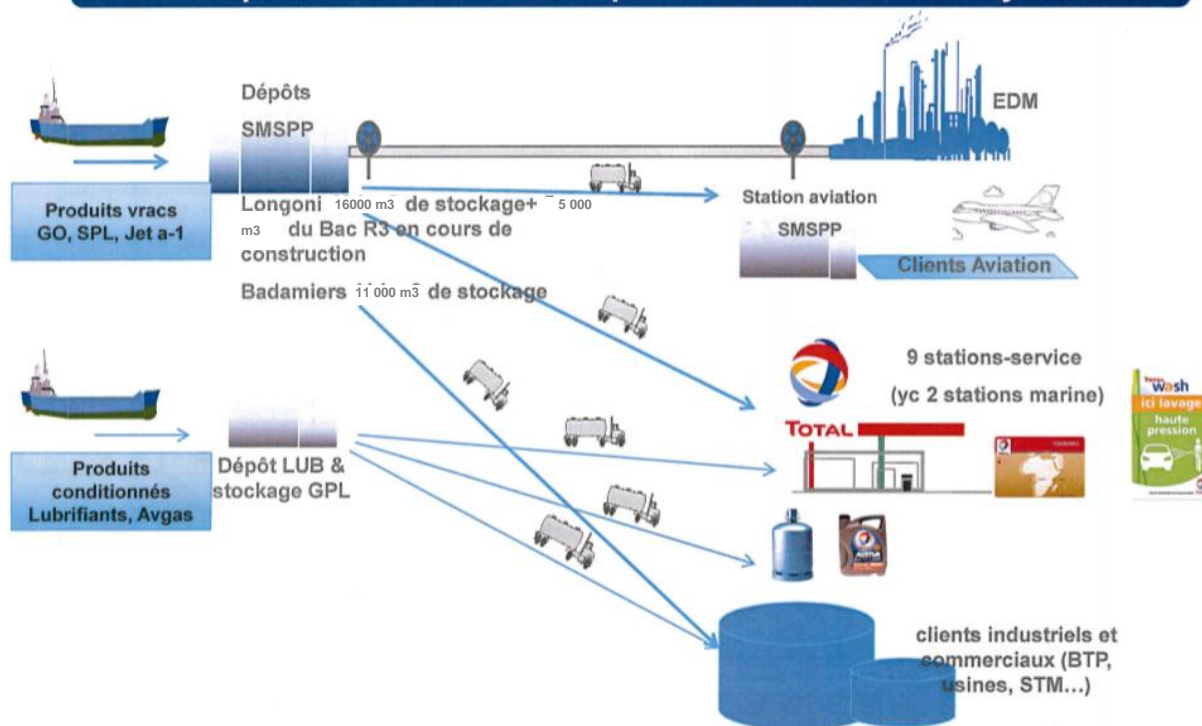 Dépôts
SMSPP
EDM
Produits vracs
GO, SPL, Jet a-1
Longoni 16000 m3 de stockage+ 5 000
m3 du Bac R3 en cours de
construction
Badamiers 11 000 m3 de stockage
Station aviation
SMSPP
Clients Aviation
9 stations-service
(yc 2 stations marine)
TOTAL
Total
wash
ici lavage
haute
pression
Produits
conditionnés
Lubrifiants, Avgas
Dépôt LUB &
stockage GPL
clients industriels et
commerciaux (BTP,
usines, STM...)